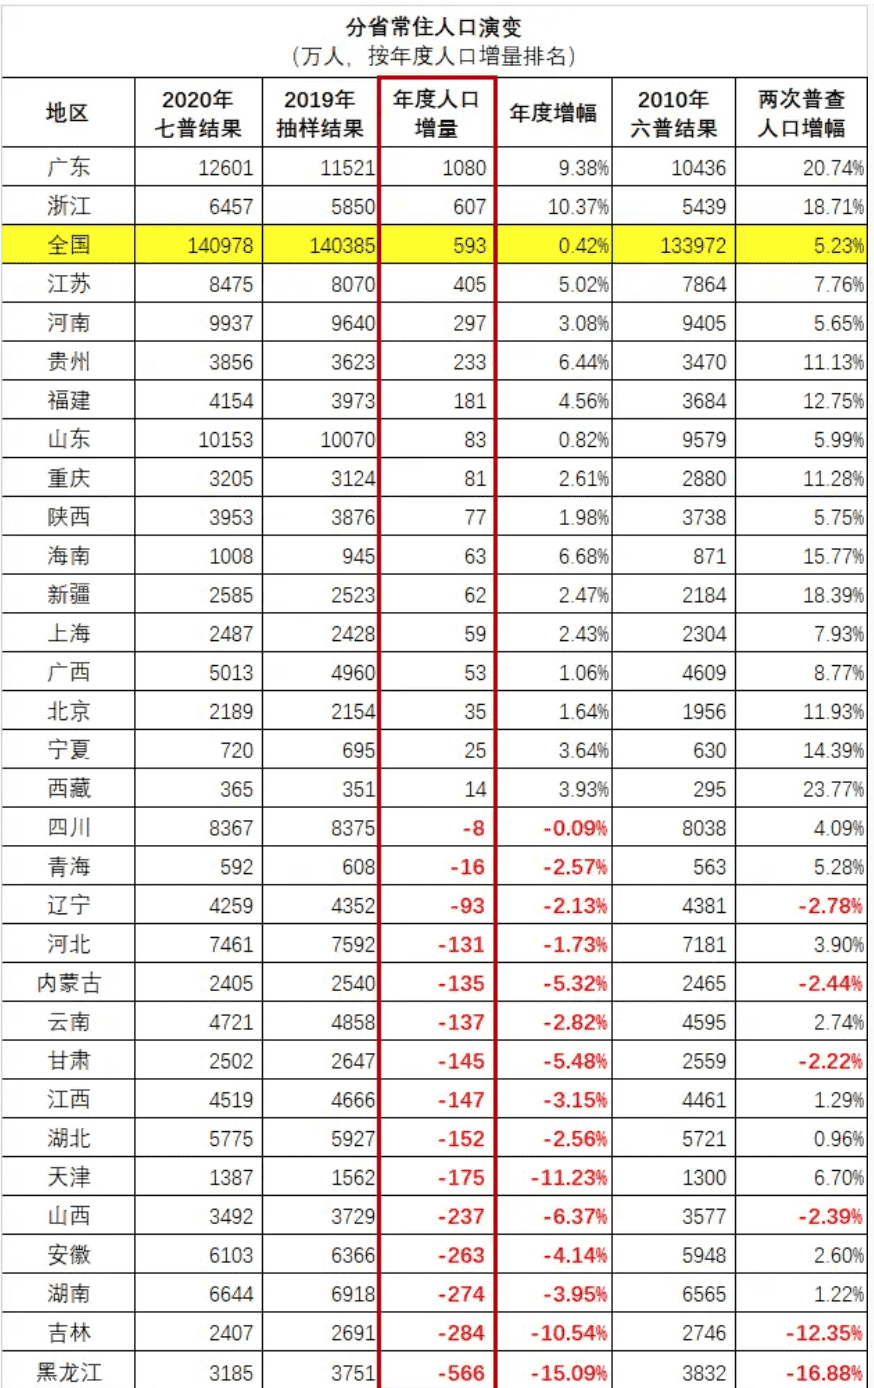 分省常住人口演变
（万人，按年度人口增量排名）
地区 2020年七普结果 2019年抽样结果 年度人口增量 年度增幅 2010年六普结果 两次普查人口增幅
广东 12601 11521 1080 9.38% 10436 20.74%
浙江 6457 5850 607 10.37% 5439 18.71%
全国 140978 140385 593 0.42% 133972 5.23%
江苏 8475 8070 405 5.02% 7864 7.76%
河南 9937 9640 297 3.08% 9405 5.65%
贵州 3856 3623 233 6.44% 3470 11.13%
福建 4154 3973 181 4.56% 3684 12.75%
山东 10153 10070 83 0.82% 9579 5.99%
重庆 3205 3124 81 2.61% 2880 11.28%
陕西 3953 3876 77 1.98% 3738 5.75%
海南 1008 945 63 6.68% 871 15.77%
新疆 2585 2523 62 2.47% 2184 18.39%
上海 2487 2428 59 2.43% 2304 7.93%
广西 5013 4960 53 1.06% 4609 8.77%
北京 2189 2154 35 1.64% 1956 11.93%
宁夏 720 695 25 3.64% 630 14.39%
西藏 365 351 14 3.93% 295 23.77%
四川 8367 8375 -8 -0.09% 8038 4.09%
青海 592 608 -16 -2.57% 563 5.28%
辽宁 4259 4352 -93 -2.13% 4381 -2.78%
河北 7461 7592 -131 -1.73% 7181 3.90%
内蒙古 2405 2540 -135 -5.32% 2465 -2.44%
云南 4721 4858 -137 -2.82% 4595 2.74%
甘肃 2502 2647 -145 -5.48% 2559 -2.22%
江西 4519 4666 -147 -3.15% 4461 1.29%
湖北 5775 5927 -152 -2.56% 5721 0.96%
天津 1387 1562 -175 -11.23% 1300 6.70%
山西 3492 3729 -237 -6.37% 3577 -2.39%
安徽 6103 6366 -263 -4.14% 5948 2.60%
湖南 6644 6918 -274 -3.95% 6565 1.22%
吉林 2407 2691 -284 -10.54% 2746 -12.35%
黑龙江 3185 3751 -566 -15.09% 3832 -16.88%